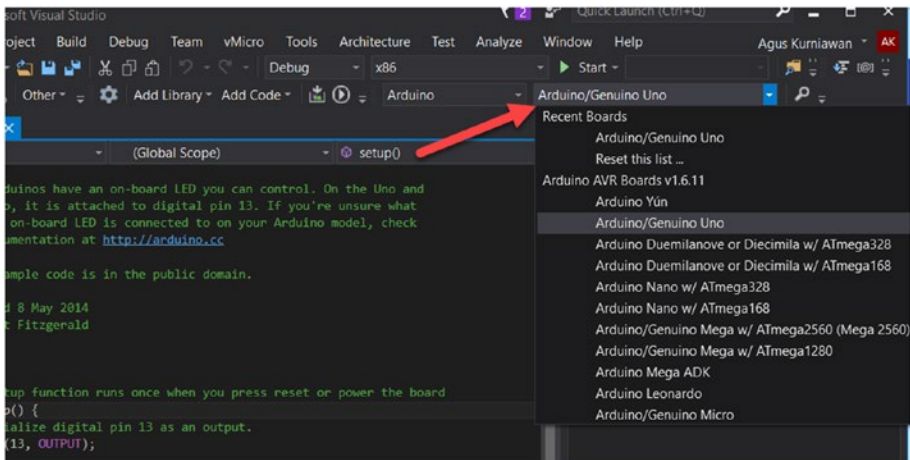 soft Visual Studio
2
Quick Launch (Ctrl+Q)
oject Build Debug Team vMicro Tools Architecture Test Analyze Window Help Agus Kurniawan AK
Debug x86 Start
Other Add Library Add Code Arduino Arduino/Genuino Uno
(Global Scope) setup()
Recent Boards
Arduino/Genuino Uno
Reset this list ...
Arduino AVR Boards v1.6.11
Arduino Yún
Arduino/Genuino Uno
Arduino Duemilanove or Diecimila w/ ATmega328
Arduino Duemilanove or Diecimila w/ ATmega168
Arduino Nano w/ ATmega328
Arduino Nano w/ ATmega168
Arduino/Genuino Mega w/ ATmega2560 (Mega 2560)
Arduino/Genuino Mega w/ ATmega1280
Arduino Mega ADK
Arduino Leonardo
Arduino/Genuino Micro
duinos have an on-board LED you can control. On the Uno and
o, it is attached to digital pin 13. If you're unsure what
on-board LED is connected to on your Arduino model, check
umentation at http://arduino.cc
ample code is in the public domain.
d 8 May 2014
t Fitzgerald
tup function runs once when you press reset or power the board
p() {
ialize digital pin 13 as an output.
(13, OUTPUT);